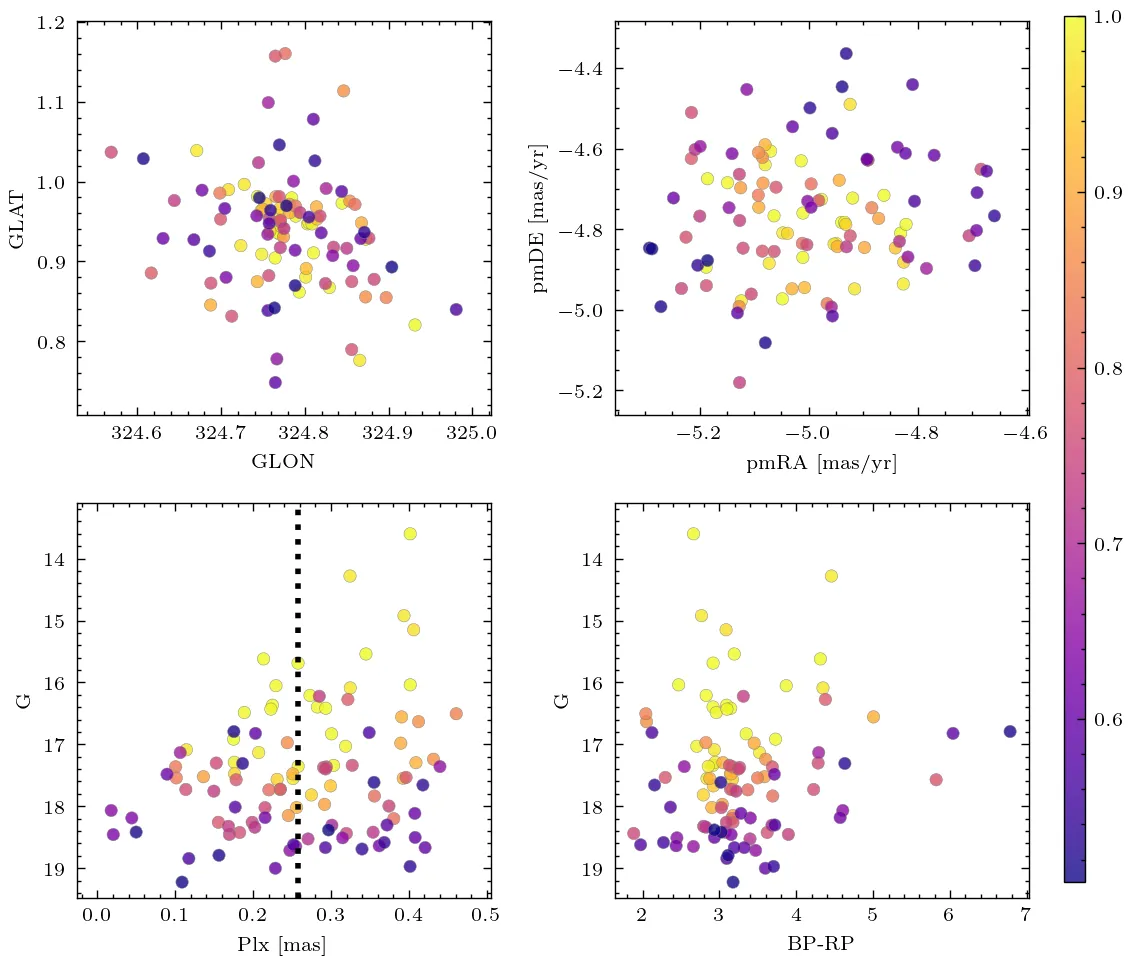 1.2
1.1
1.0
0.9
0.8
GLAT
324.6 324.7 324.8 324.9 325.0
GLON
−4.4
−4.6
−4.8
−5.0
−5.2
pmDE [mas/yr]
−5.2 −5.0 −4.8 −4.6
pmRA [mas/yr]
14
15
16
17
18
19
G
0.0 0.1 0.2 0.3 0.4 0.5
Plx [mas]
14
15
16
17
18
19
G
2 3 4 5 6 7
BP-RP
1.0
0.9
0.8
0.7
0.6